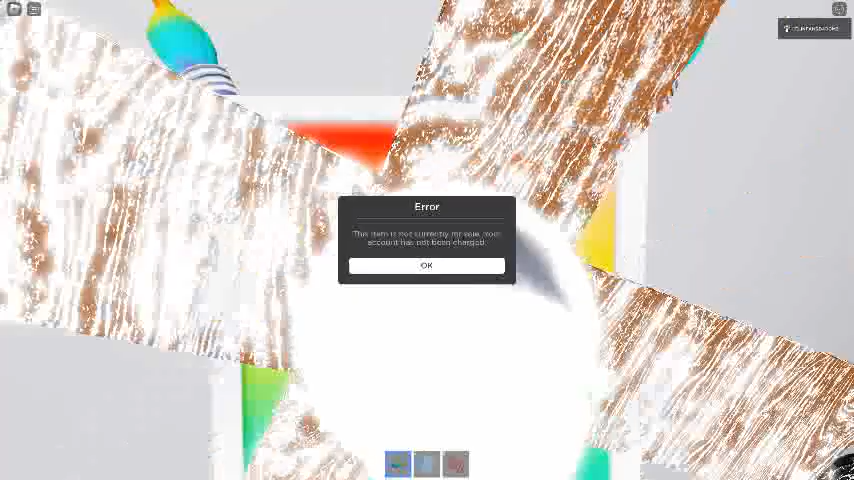 Error
This item is not currently for sale. Your
account has not been charged.
OK